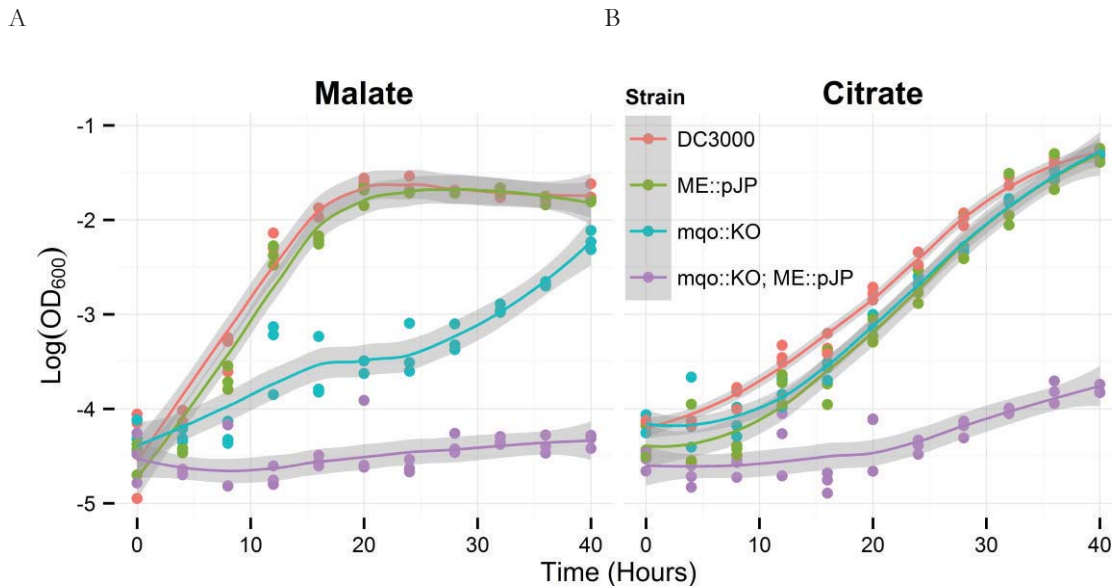 A
B
Malate
Strain
Citrate
DC3000
ME::pJP
mqo::KO
mqo::KO; ME::pJP
Log(OD600)
-1
-2
-3
-4
-5
0 10 20 30 40
0 10 20 30 40
Time (Hours)